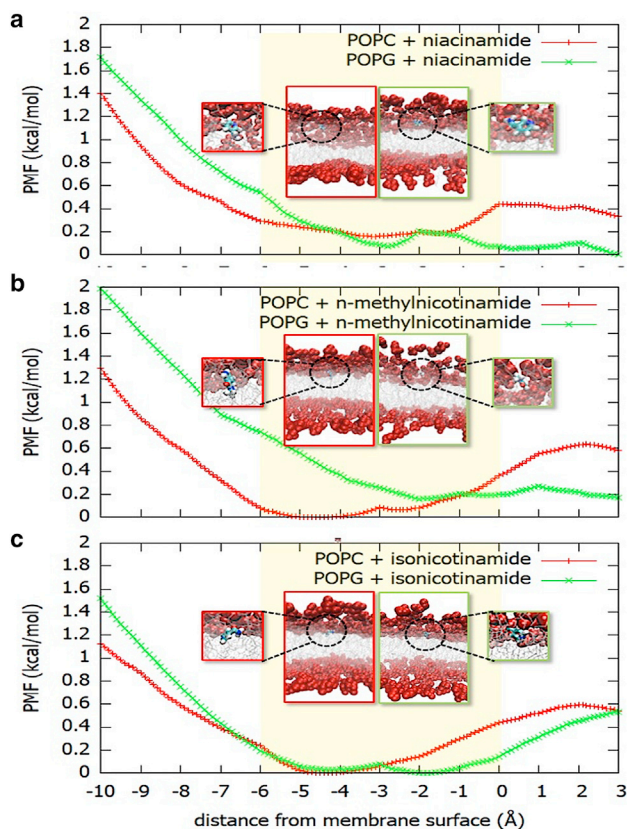 a
2
1.8
1.6
1.4
1.2
1
0.8
0.6
0.4
0.2
0
PMF (kcal/mol)
POPC + niacinamide
POPG + niacinamide
b
2
1.8
1.6
1.4
1.2
1
0.8
0.6
0.4
0.2
0
PMF (kcal/mol)
POPC + n-methylnicotinamide
POPG + n-methylnicotinamide
c
2
1.8
1.6
1.4
1.2
1
0.8
0.6
0.4
0.2
0
PMF (kcal/mol)
POPC + isonicotinamide
POPG + isonicotinamide
-10 -9 -8 -7 -6 -5 -4 -3 -2 -1 0 1 2 3
distance from membrane surface (Å)